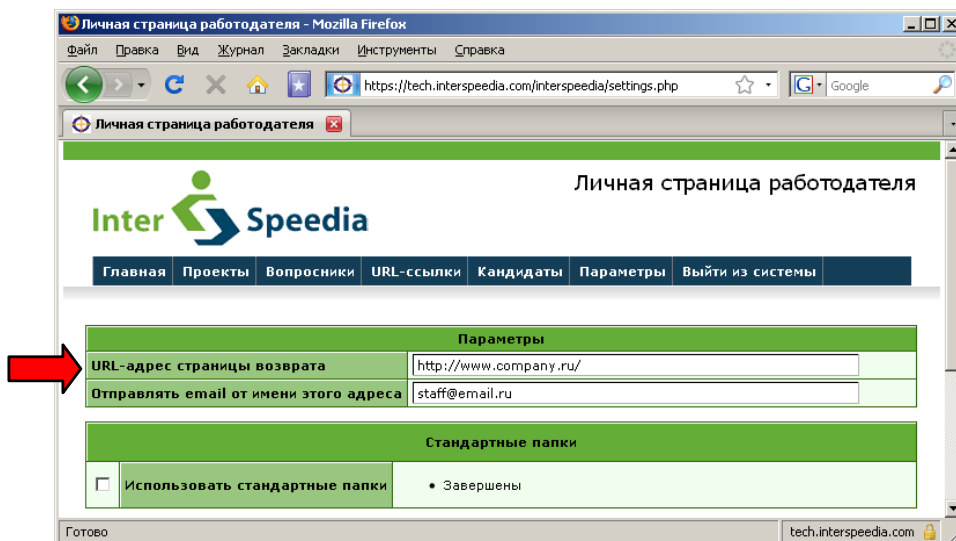 Личная страница работодателя - Mozilla Firefox
Файл Правка Вид Журнал Закладки Инструменты Справка
https://tech.interspeedia.com/interspeedia/settings.php G Google
Личная страница работодателя
Личная страница работодателя
Inter Speedia
Главная Проекты Вопросники URL-ссылки Кандидаты Параметры Выйти из системы
Параметры
URL-адрес страницы возврата http://www.company.ru/
Отправлять email от имени этого адреса staff@email.ru
Стандартные папки
Использовать стандартные папки • Завершены
Готово tech.interspeedia.com